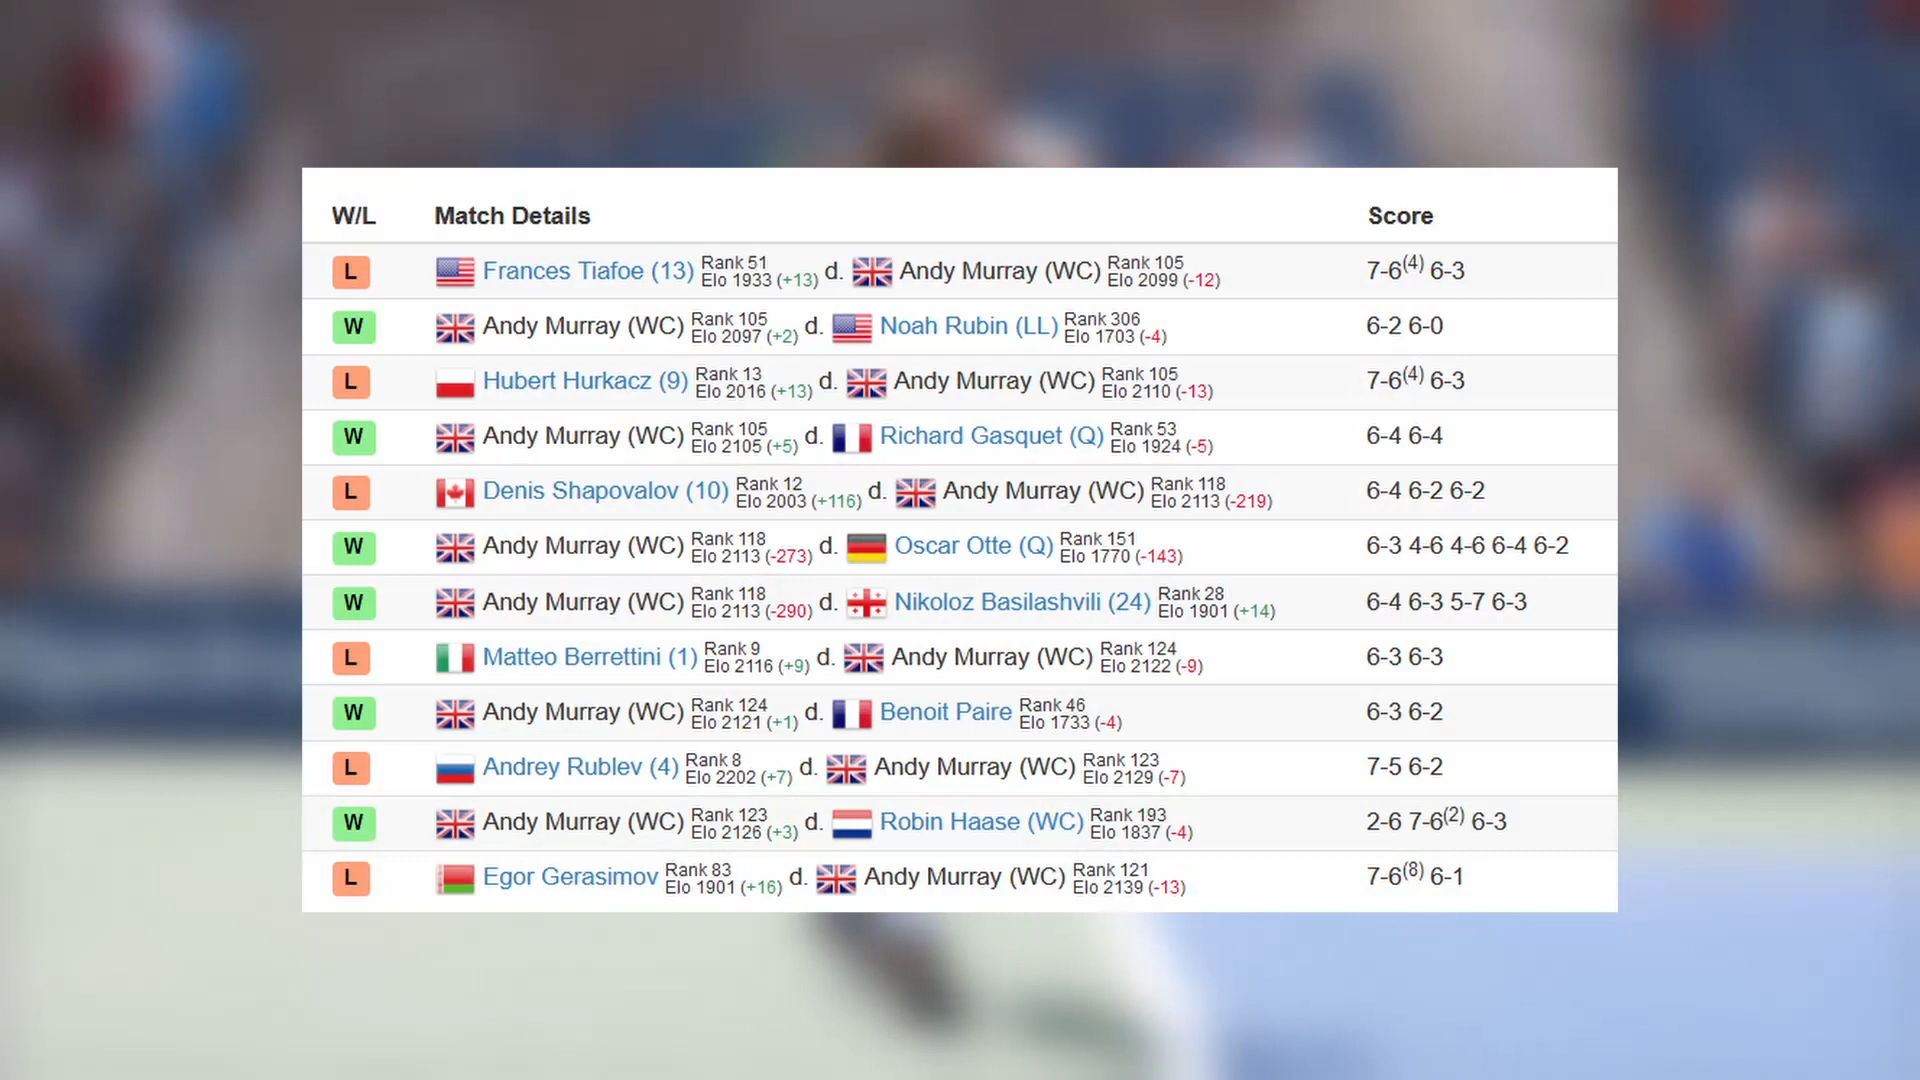 W/L Match Details Score
L Frances Tiafoe (13) Rank 51 Elo 1933 (+13) d. Andy Murray (WC) Rank 105 Elo 2099 (-12) 7-6(4) 6-3
W Andy Murray (WC) Rank 105 Elo 2097 (+2) d. Noah Rubin (LL) Rank 306 Elo 1703 (-4) 6-2 6-0
L Hubert Hurkacz (9) Rank 13 Elo 2016 (+13) d. Andy Murray (WC) Rank 105 Elo 2110 (-13) 7-6(4) 6-3
W Andy Murray (WC) Rank 105 Elo 2105 (+5) d. Richard Gasquet (Q) Rank 53 Elo 1924 (-5) 6-4 6-4
L Denis Shapovalov (10) Rank 12 Elo 2003 (+116) d. Andy Murray (WC) Rank 118 Elo 2113 (-219) 6-4 6-2 6-2
W Andy Murray (WC) Rank 118 Elo 2113 (-273) d. Oscar Otte (Q) Rank 151 Elo 1770 (-143) 6-3 4-6 4-6 6-4 6-2
W Andy Murray (WC) Rank 118 Elo 2113 (-290) d. Nikoloz Basilashvili (24) Rank 28 Elo 1901 (+14) 6-4 6-3 5-7 6-3
L Matteo Berrettini (1) Rank 9 Elo 2116 (+9) d. Andy Murray (WC) Rank 124 Elo 2122 (-9) 6-3 6-3
W Andy Murray (WC) Rank 124 Elo 2121 (+1) d. Benoit Paire Rank 46 Elo 1733 (-4) 6-3 6-2
L Andrey Rublev (4) Rank 8 Elo 2202 (+7) d. Andy Murray (WC) Rank 123 Elo 2129 (-7) 7-5 6-2
W Andy Murray (WC) Rank 123 Elo 2126 (+3) d. Robin Haase (WC) Rank 193 Elo 1837 (-4) 2-6 7-6(2) 6-3
L Egor Gerasimov Rank 83 Elo 1901 (+16) d. Andy Murray (WC) Rank 121 Elo 2139 (-13) 7-6(8) 6-1